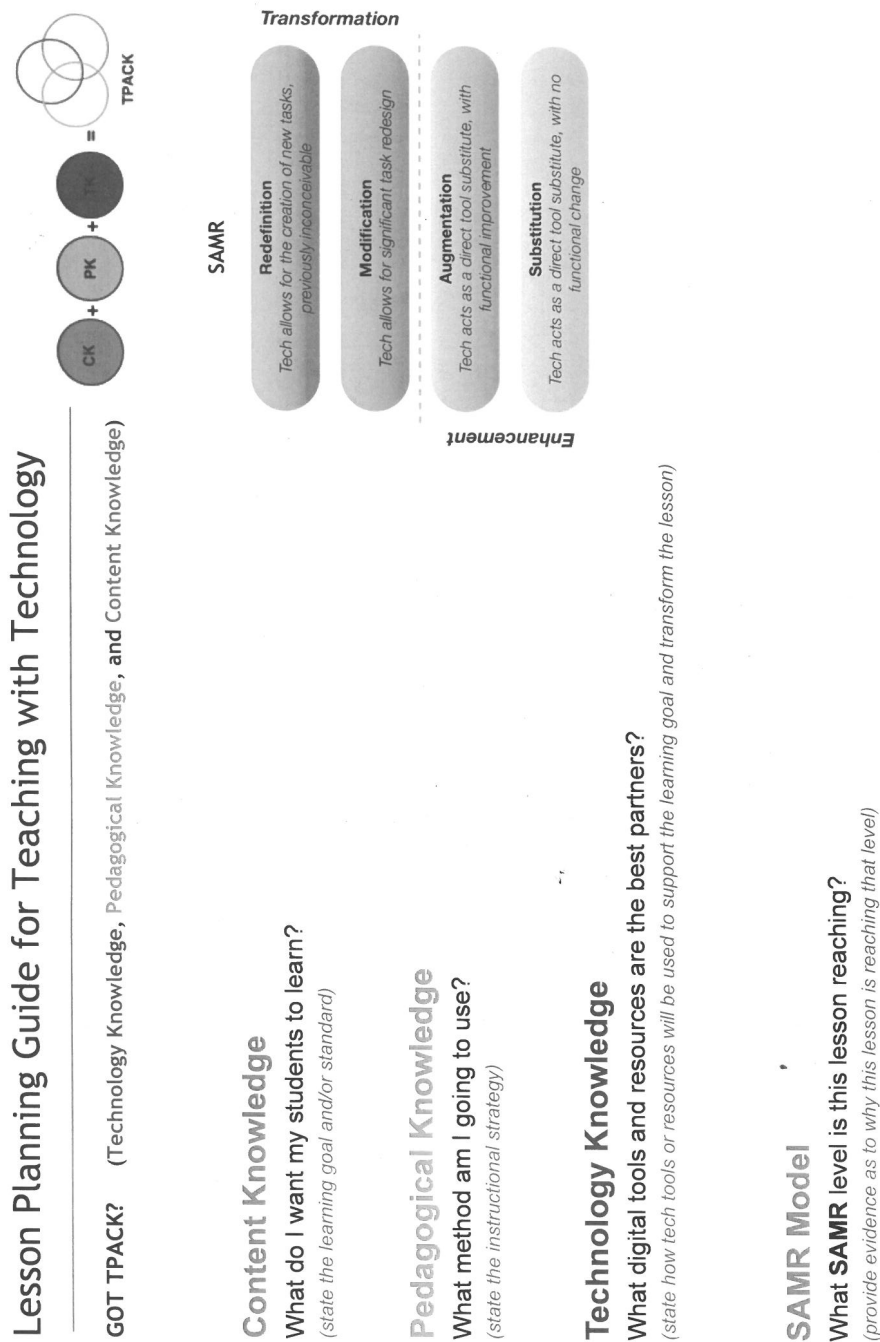 Lesson Planning Guide for Teaching with Technology
CK + PK + TK =
TPACK
GOT TPACK? (Technology Knowledge, Pedagogical Knowledge, and Content Knowledge)
SAMR
Content Knowledge
What do I want my students to learn?
(state the learning goal and/or standard)
Pedagogical Knowledge
What method am I going to use?
(state the instructional strategy)
Technology Knowledge
What digital tools and resources are the best partners?
(state how tech tools or resources will be used to support the learning goal and transform the lesson)
SAMR Model
What SAMR level is this lesson reaching?
(provide evidence as to why this lesson is reaching that level)
Redefinition
Tech allows for the creation of new tasks,
previously inconceivable
Modification
Tech allows for significant task redesign
Transformation
Augmentation
Tech acts as a direct tool substitute, with
functional improvement
Substitution
Tech acts as a direct tool substitute, with no
functional change
Enhancement